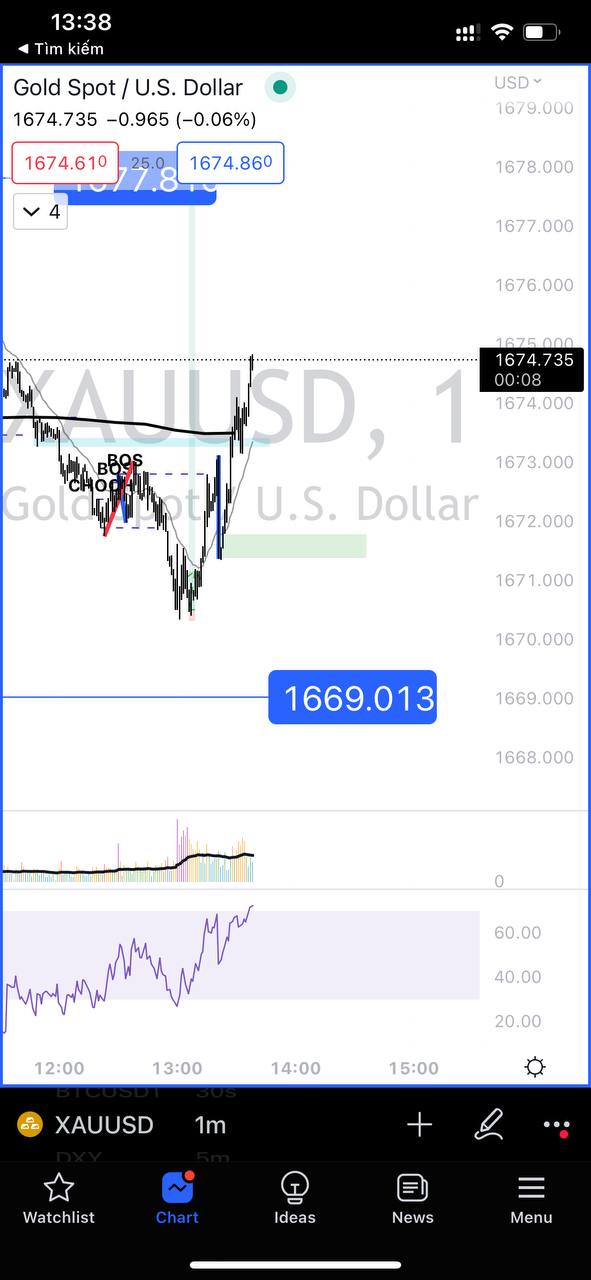 13:38
◀ Tìm kiếm
Gold Spot / U.S. Dollar
USD
1674.735 −0.965 (−0.06%)
1679.000
1674.610 25.0 1674.860
1678.000
4
1677.000
1676.000
1675.000
1674.735
00:08
XAUUSD, 1
1674.000
BOS
BOS
CHOCH
1673.000
Gold Spot / U.S. Dollar
1672.000
1671.000
1670.000
1669.013
1669.000
1668.000
0
60.00
40.00
20.00
12:00 13:00 14:00 15:00
BTCUSDT 30s
XAUUSD 1m
DXY 5m
Watchlist Chart Ideas News Menu